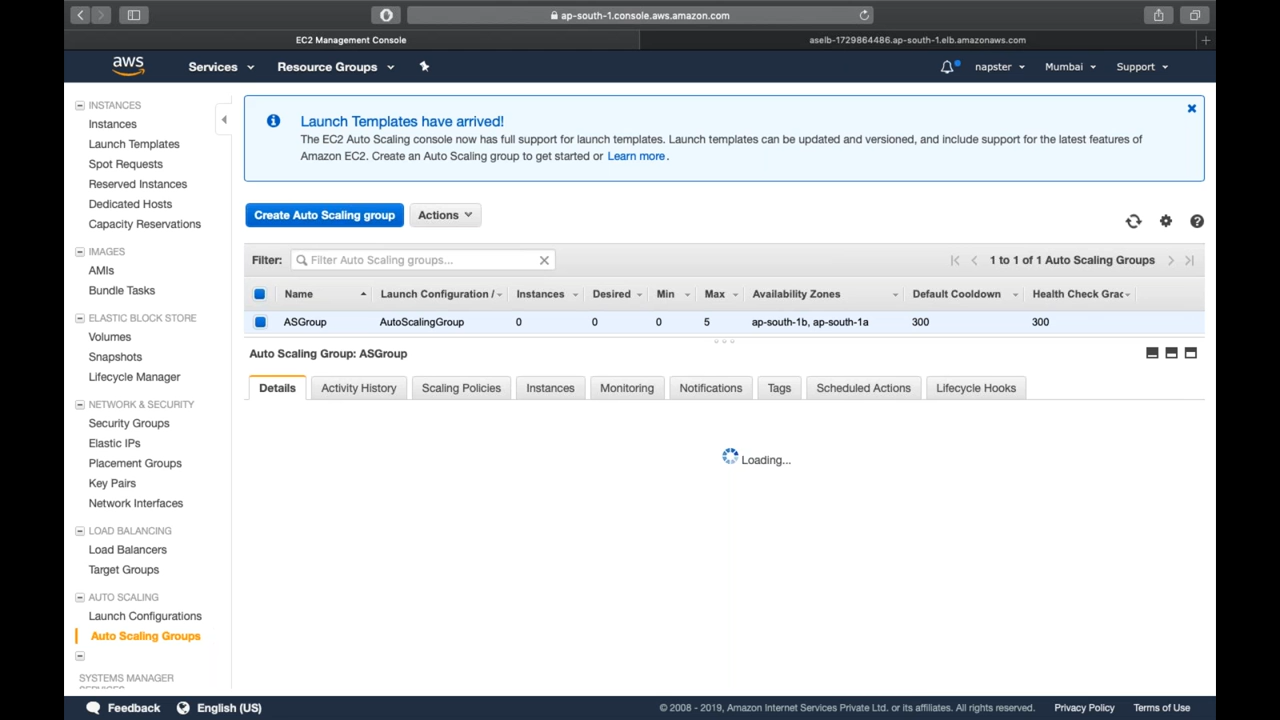 ap-south-1.console.aws.amazon.com
EC2 Management Console
aselb-1729864486.ap-south-1.elb.amazonaws.com
aws
Services
Resource Groups
napster
Mumbai
Support
INSTANCES
Instances
Launch Templates
Spot Requests
Reserved Instances
Dedicated Hosts
Capacity Reservations
IMAGES
AMIs
Bundle Tasks
ELASTIC BLOCK STORE
Volumes
Snapshots
Lifecycle Manager
NETWORK & SECURITY
Security Groups
Elastic IPs
Placement Groups
Key Pairs
Network Interfaces
LOAD BALANCING
Load Balancers
Target Groups
AUTO SCALING
Launch Configurations
Auto Scaling Groups
SYSTEMS MANAGER
SERVICES
Launch Templates have arrived!
The EC2 Auto Scaling console now has full support for launch templates. Launch templates can be updated and versioned, and include support for the latest features of
Amazon EC2. Create an Auto Scaling group to get started or Learn more.
Create Auto Scaling group
Actions
Filter: Filter Auto Scaling groups...
1 to 1 of 1 Auto Scaling Groups
Name Launch Configuration / Instances Desired Min Max Availability Zones Default Cooldown Health Check Grac
ASGroup AutoScalingGroup 0 0 0 5 ap-south-1b, ap-south-1a 300 300
Auto Scaling Group: ASGroup
Details Activity History Scaling Policies Instances Monitoring Notifications Tags Scheduled Actions Lifecycle Hooks
Loading...
Feedback
English (US)
© 2008 - 2019, Amazon Internet Services Private Ltd. or its affiliates. All rights reserved.
Privacy Policy
Terms of Use